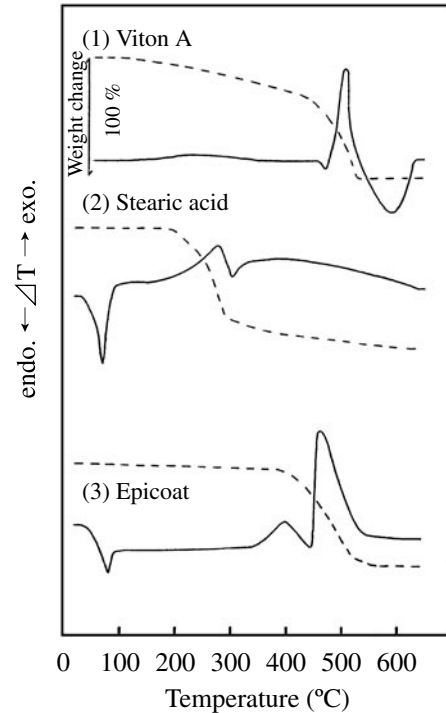 (1) Viton A
Weight change
100 %
(2) Stearic acid
endo. ← △T → exo.
(3) Epicoat
0 100 200 300 400 500 600
Temperature (ºC)